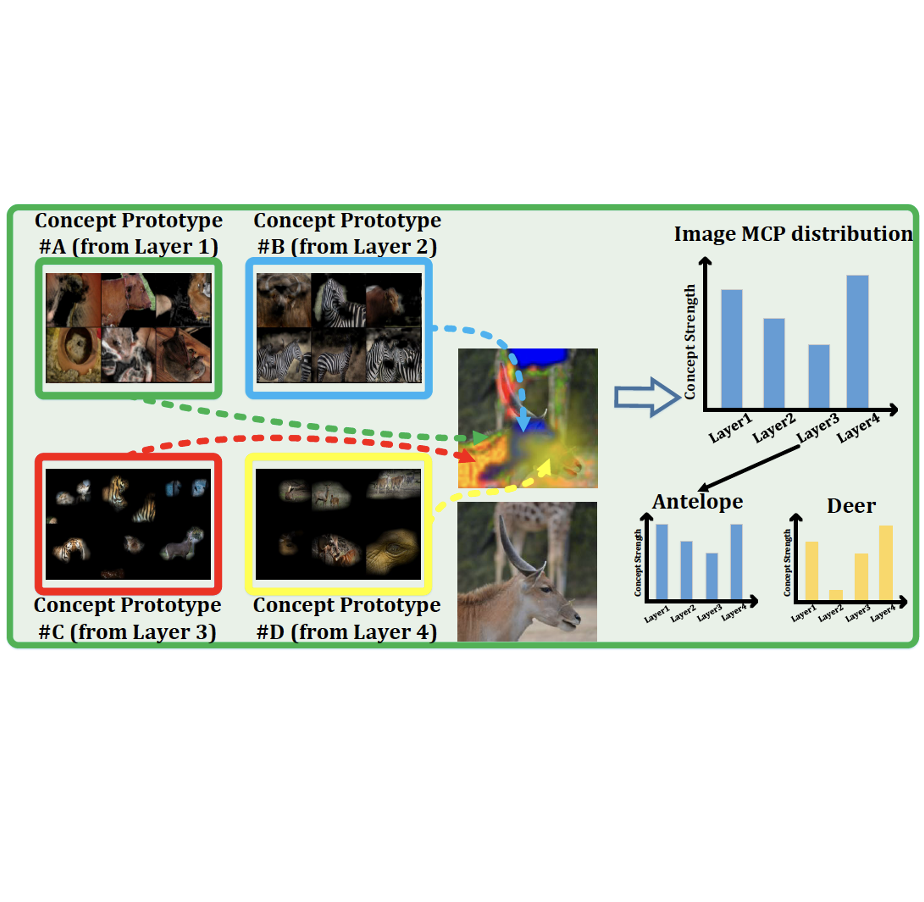 Concept Prototype
#A (from Layer 1)
Concept Prototype
#B (from Layer 2)
Concept Prototype
#C (from Layer 3)
Concept Prototype
#D (from Layer 4)
Image MCP distribution
Concept Strength
Layer1
Layer2
Layer3
Layer4
Antelope
Concept Strength
Layer1
Layer2
Layer3
Layer4
Deer
Concept Strength
Layer1
Layer2
Layer3
Layer4